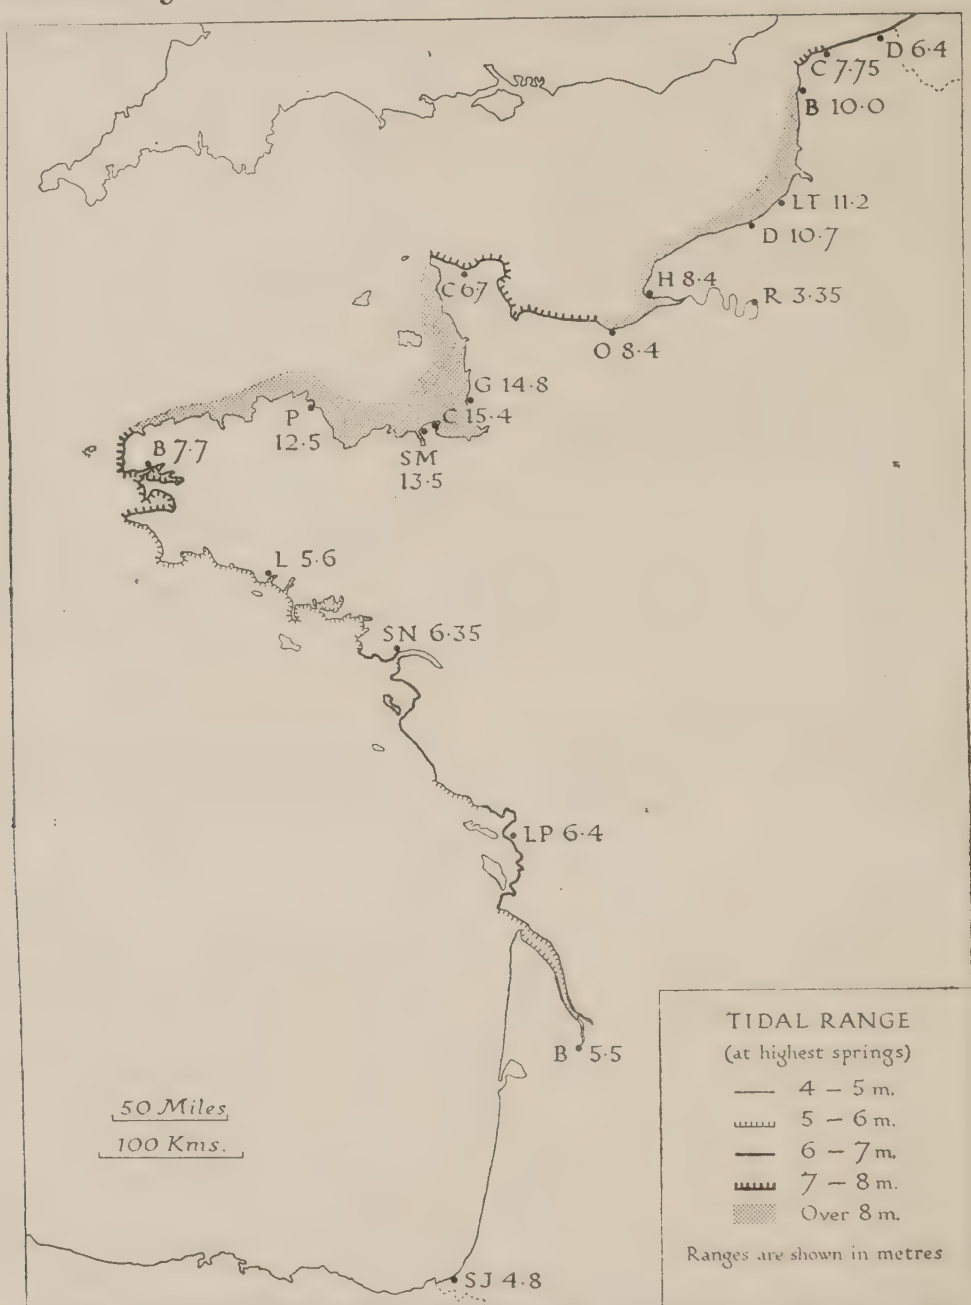 D 6·4
C 7·75
B 10·0
LT 11·2
D 10·7
H 8·4
R 3·35
C 6·7
O 8·4
G 14·8
C 15·4
P
12·5
SM
13·5
B 7·7
L 5·6
SN 6·35
LP 6·4
B 5·5
SJ 4·8
50 Miles
100 Kms.
TIDAL RANGE
(at highest springs)
4 – 5 m.
5 – 6 m.
6 – 7 m.
7 – 8 m.
Over 8 m.
Ranges are shown in metres